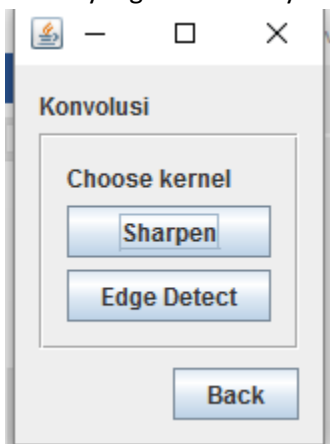 Konvolusi
Choose kernel
Sharpen
Edge Detect
Back